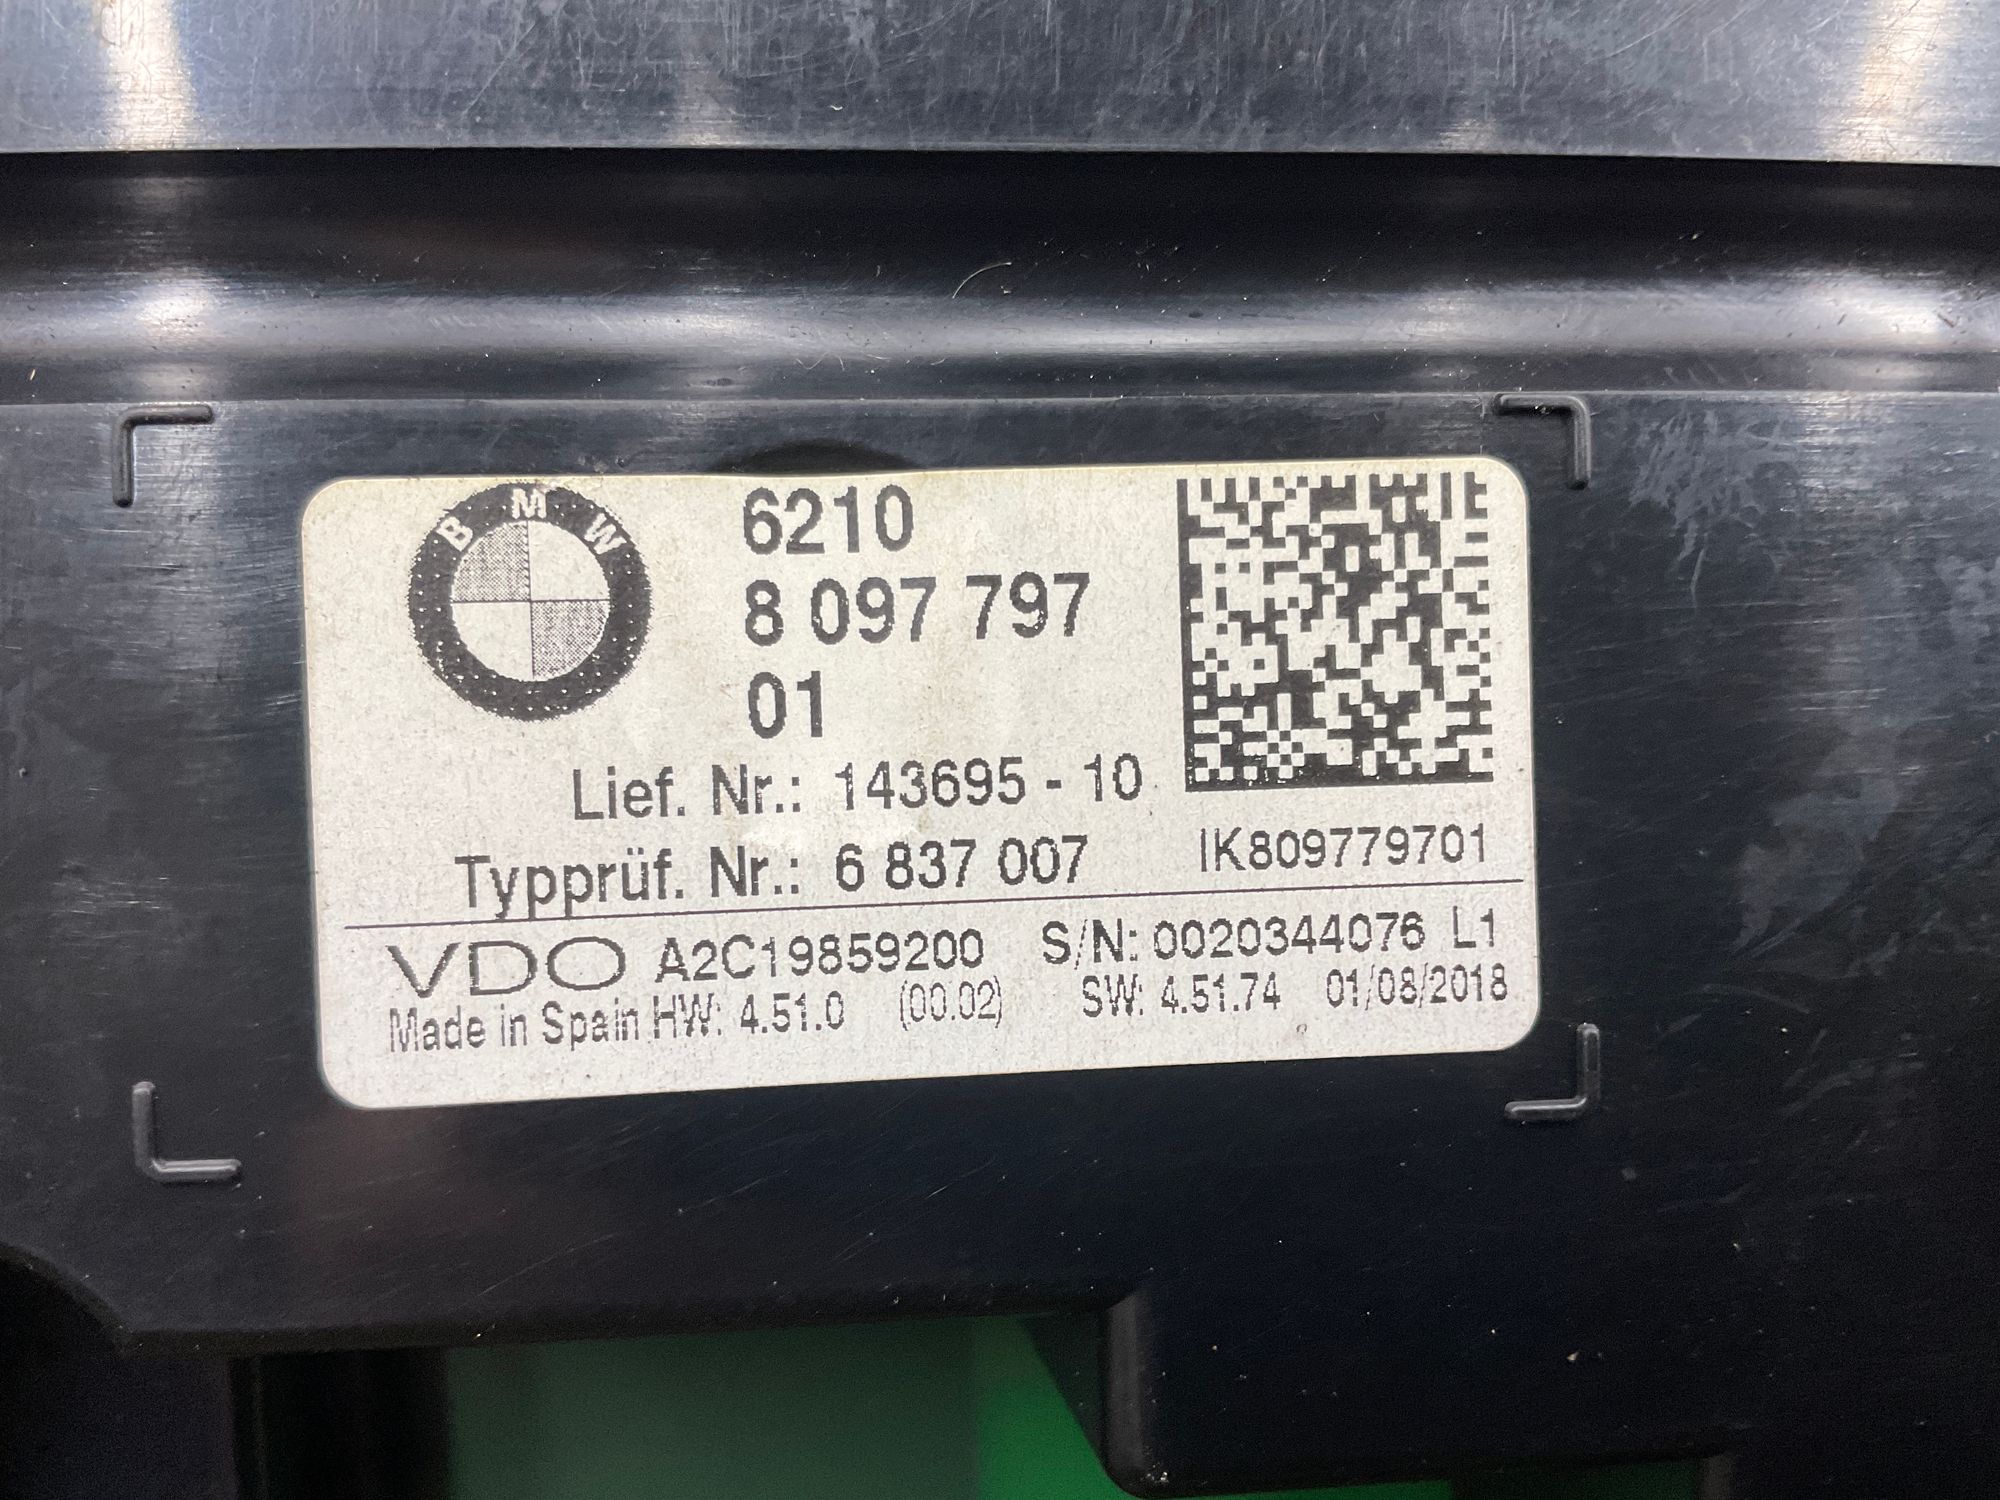 BMW
6210
8 097 797
01
Lief. Nr.: 143695 - 10
Typprüf. Nr.: 6 837 007
IK809779701
VDO A2C19859200 S/N: 0020344076 L1
Made in Spain HW: 4.51.0 (00.02) SW: 4.51.74 01/08/2018